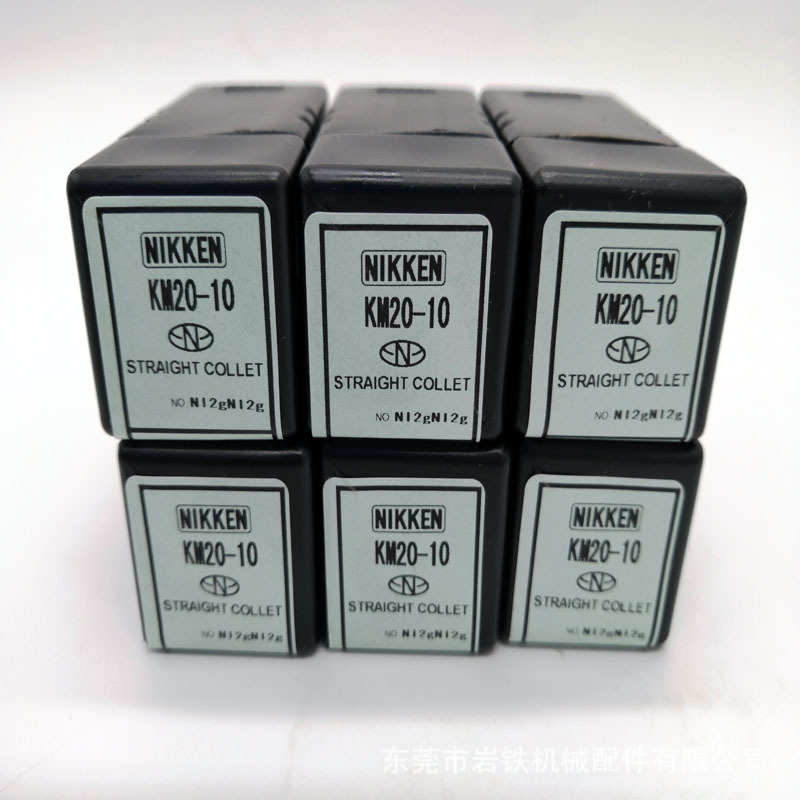 NIKKEN
KM20-10
N
STRAIGHT COLLET
NO N12gN12g
NIKKEN
KM20-10
N
STRAIGHT COLLET
NO N12gN12g
NIKKEN
KM20-10
N
STRAIGHT COLLET
NO N12gN12g
NIKKEN
KM20-10
N
STRAIGHT COLLET
NO N12gN12g
NIKKEN
KM20-10
N
STRAIGHT COLLET
NO N12gN12g
NIKKEN
KM20-10
N
STRAIGHT COLLET
NO N12gN12g
东莞市岩铁机械配件有限公司